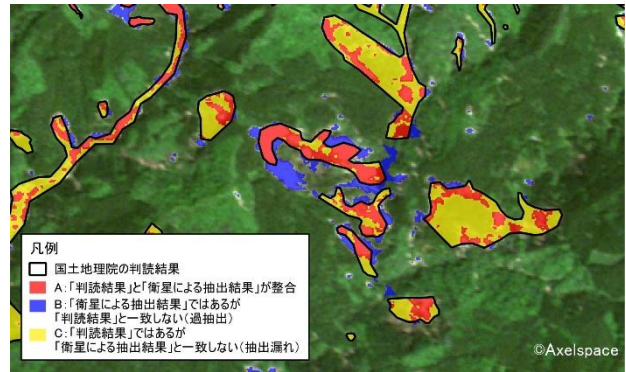 凡例
国土地理院の判読結果
A:「判読結果」と「衛星による抽出結果」が整合
B:「衛星による抽出結果」ではあるが
「判読結果」と一致しない(過抽出)
C:「判読結果」ではあるが
「衛星による抽出結果」と一致しない(抽出漏れ)
©Axelspace